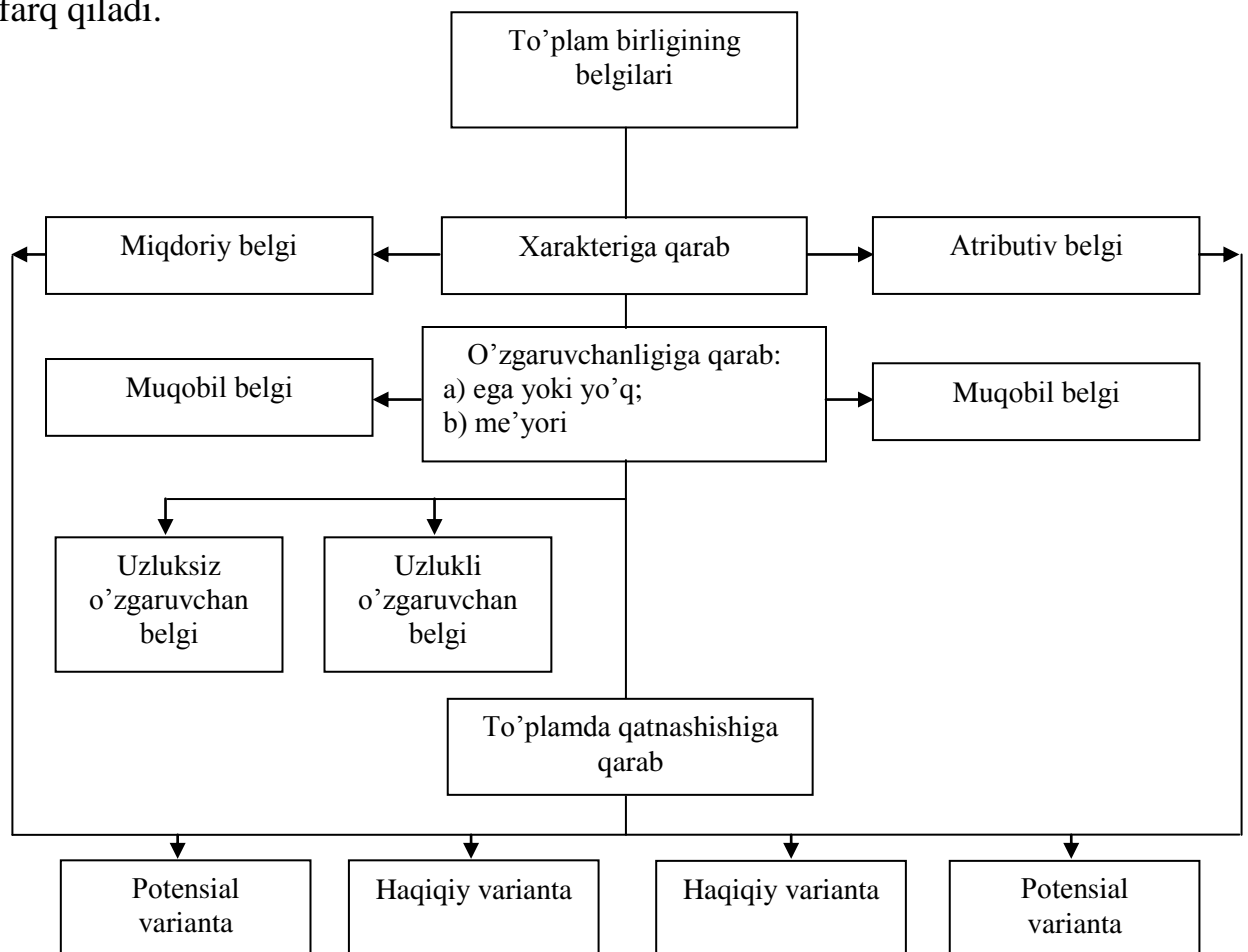 farq qiladi.
To’plam birligining
belgilari
Miqdoriy belgi
Xarakteriga qarab
Atributiv belgi
O’zgaruvchanligiga qarab:
a) ega yoki yo’q;
b) me’yori
Muqobil belgi
Muqobil belgi
Uzluksiz
o’zgaruvchan
belgi
Uzlukli
o’zgaruvchan
belgi
To’plamda qatnashishiga
qarab
Potensial
varianta
Haqiqiy varianta
Haqiqiy varianta
Potensial
varianta